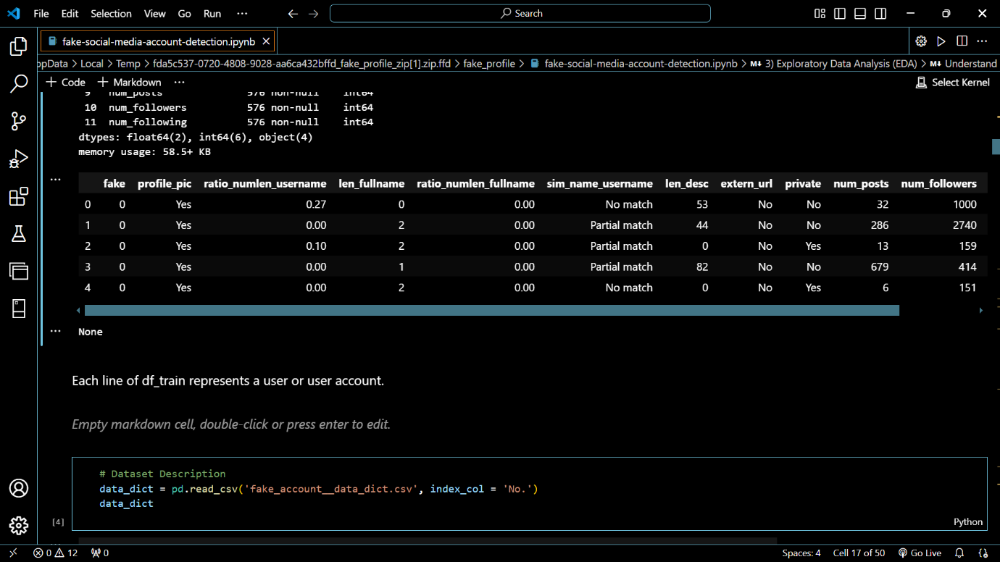 File Edit Selection View Go Run ··· Search
fake-social-media-account-detection.ipynb
ppData > Local > Temp > fda5c537-0720-4808-9028-aa6ca432bffd_fake_profile_zip[1].zip.ffd > fake_profile > fake-social-media-account-detection.ipynb > M↓ 3) Exploratory Data Analysis (EDA) > M↓ Understand
+ Code + Markdown ··· Select Kernel
9 num_posts 576 non-null int64
10 num_followers 576 non-null int64
11 num_following 576 non-null int64
dtypes: float64(2), int64(6), object(4)
memory usage: 58.5+ KB
fake profile_pic ratio_numlen_username len_fullname ratio_numlen_fullname sim_name_username len_desc extern_url private num_posts num_followers
0 0 Yes 0.27 0 0.00 No match 53 No No 32 1000
1 0 Yes 0.00 2 0.00 Partial match 44 No No 286 2740
2 0 Yes 0.10 2 0.00 Partial match 0 No Yes 13 159
3 0 Yes 0.00 1 0.00 Partial match 82 No No 679 414
4 0 Yes 0.00 2 0.00 No match 0 No Yes 6 151
None
Each line of df_train represents a user or user account.
Empty markdown cell, double-click or press enter to edit.
# Dataset Description
data_dict = pd.read_csv('fake_account__data_dict.csv', index_col = 'No.')
data_dict
[4] Python
0 12 0 Spaces: 4 Cell 17 of 50 Go Live